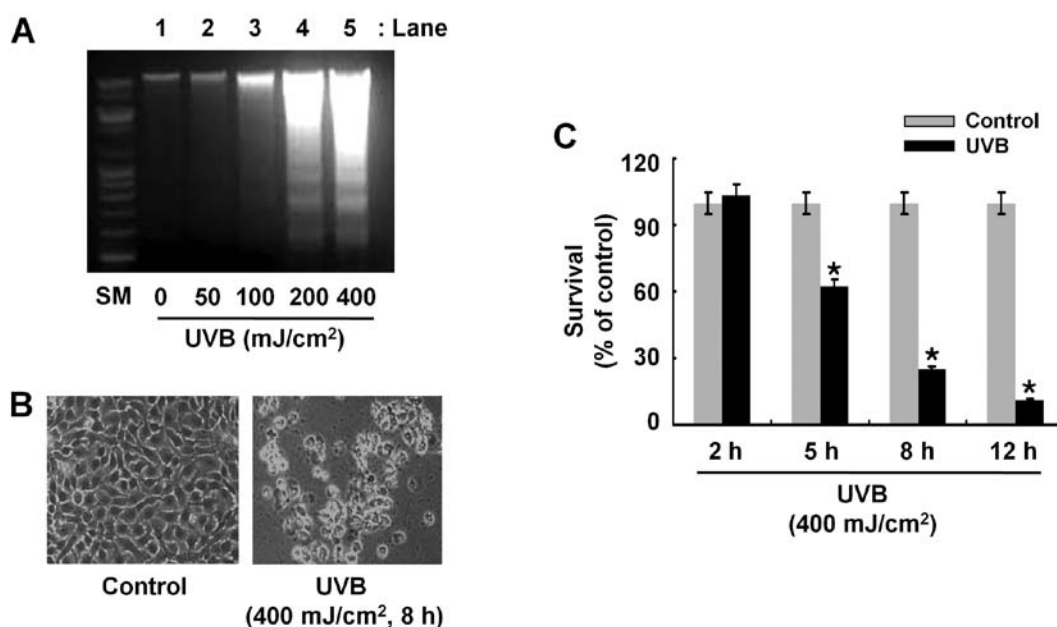 A
1 2 3 4 5 : Lane
SM 0 50 100 200 400
UVB (mJ/cm²)
B
Control
UVB
(400 mJ/cm², 8 h)
C
Control
UVB
Survival
(% of control)
120
90
60
30
0
*
*
*
2 h 5 h 8 h 12 h
UVB
(400 mJ/cm²)